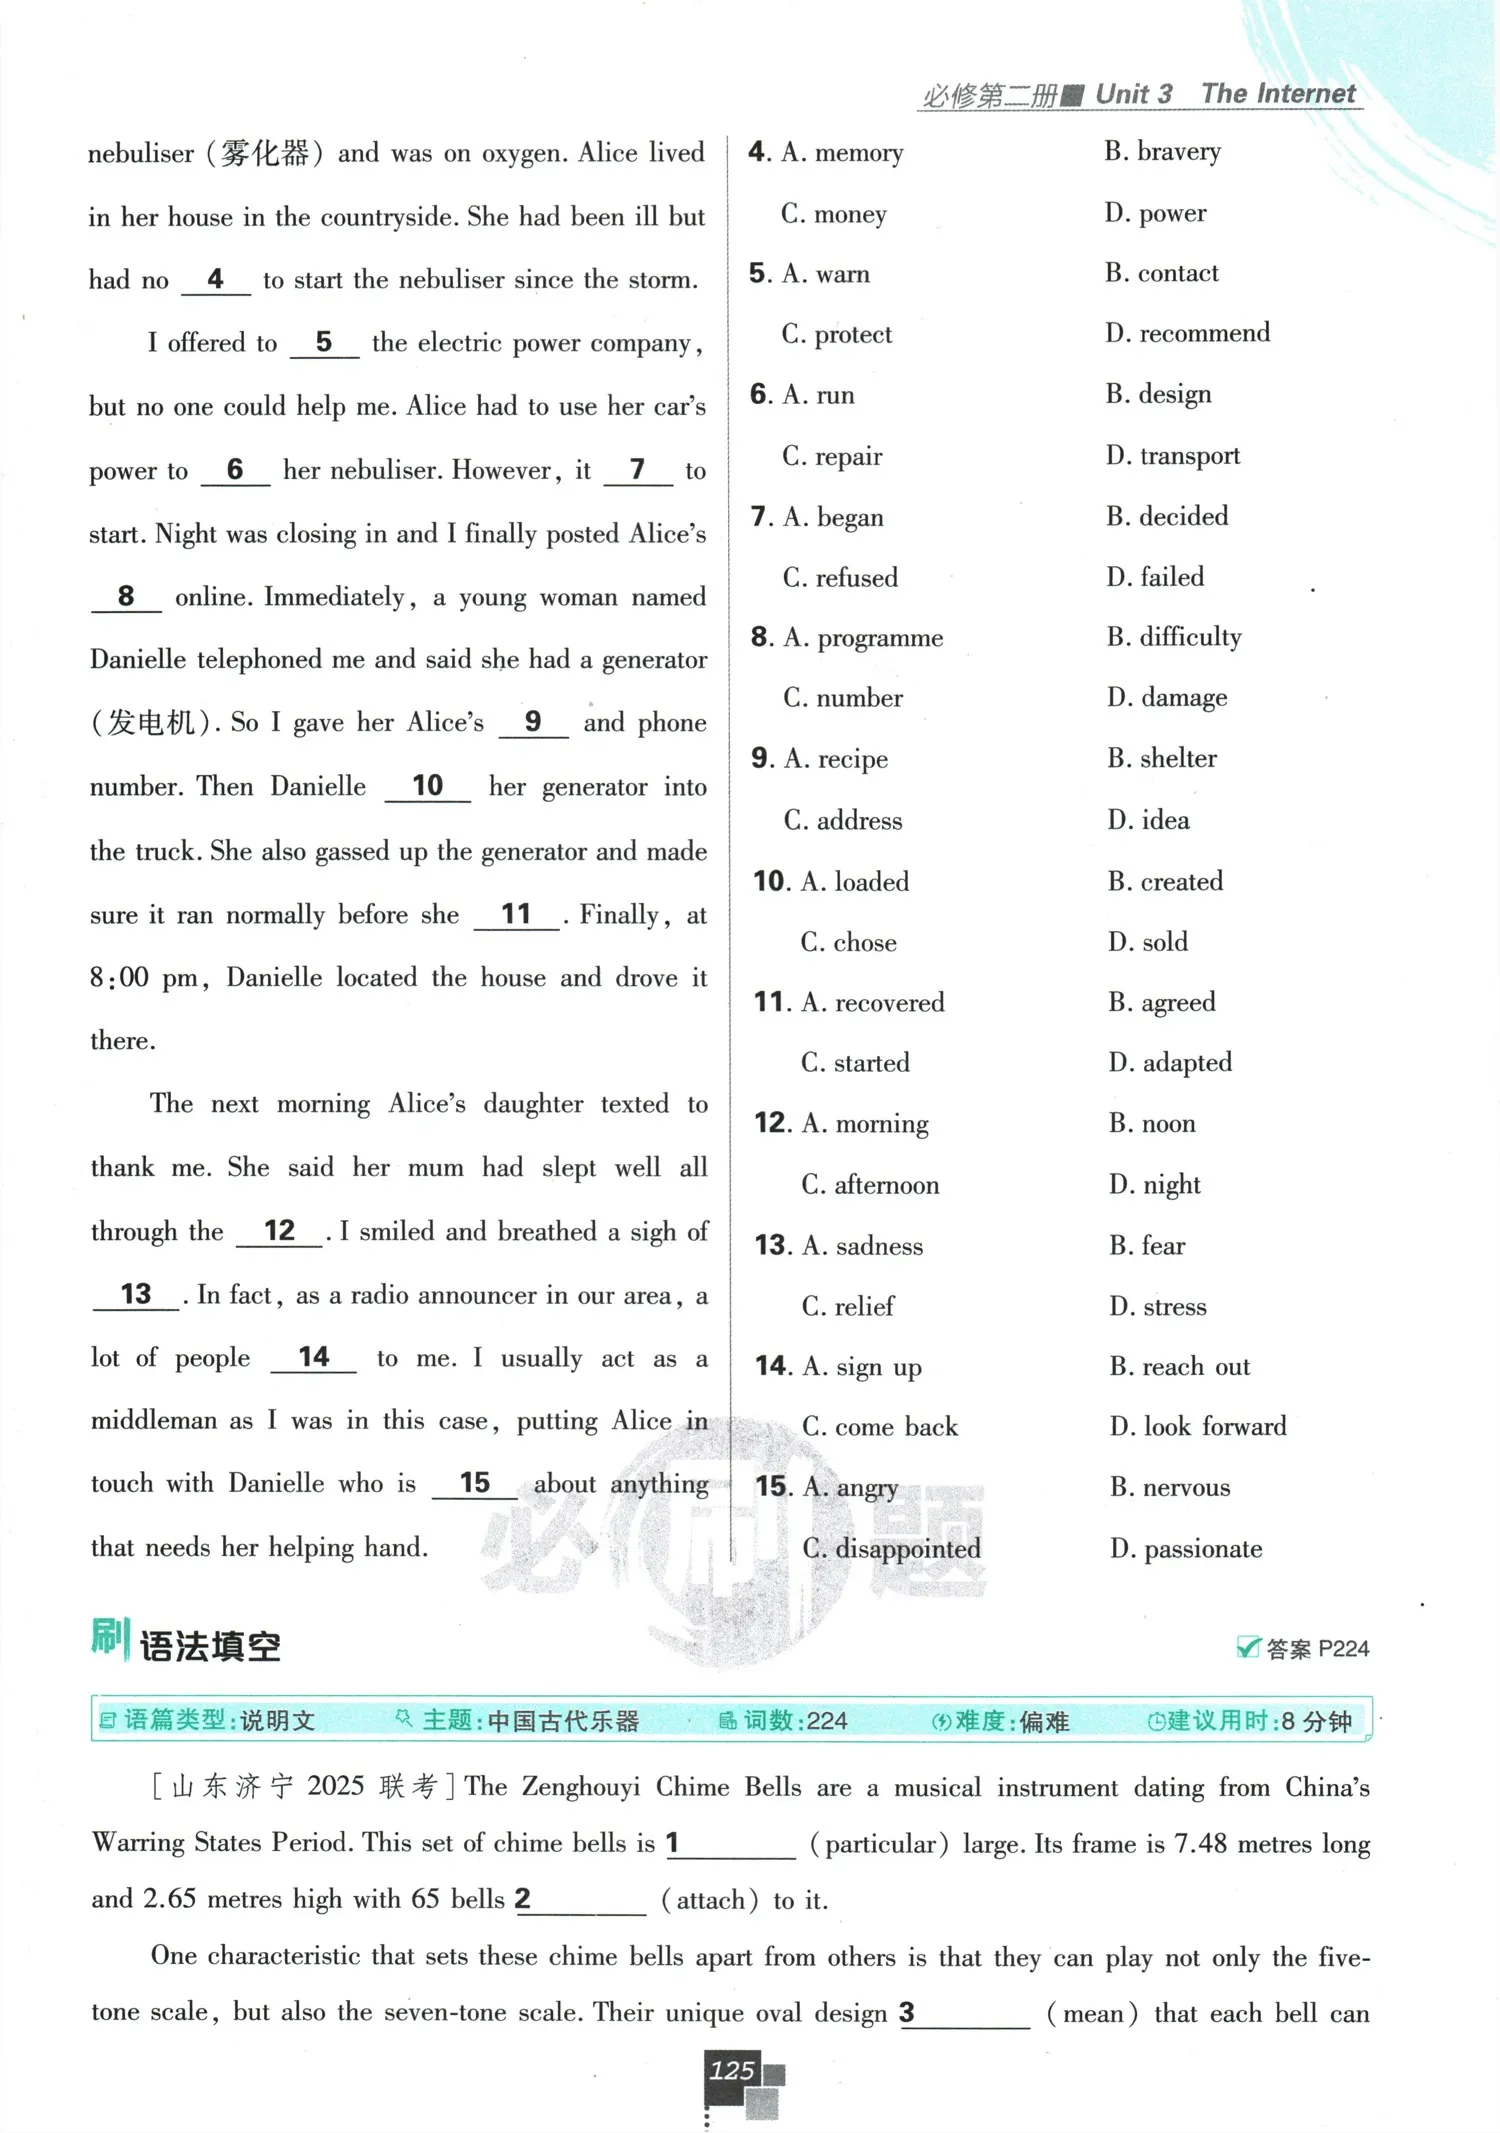 必修第二册 Unit 3 The Internet
nebuliser（雾化器）and was on oxygen. Alice lived
in her house in the countryside. She had been ill but
had no 4 to start the nebuliser since the storm.
I offered to 5 the electric power company,
but no one could help me. Alice had to use her car's
power to 6 her nebuliser. However, it 7 to
start. Night was closing in and I finally posted Alice's
8 online. Immediately, a young woman named
Danielle telephoned me and said she had a generator
（发电机）. So I gave her Alice's 9 and phone
number. Then Danielle 10 her generator into
the truck. She also gassed up the generator and made
sure it ran normally before she 11 . Finally, at
8:00 pm, Danielle located the house and drove it
there.
The next morning Alice's daughter texted to
thank me. She said her mum had slept well all
through the 12 . I smiled and breathed a sigh of
13 . In fact, as a radio announcer in our area, a
lot of people 14 to me. I usually act as a
middleman as I was in this case, putting Alice in
touch with Danielle who is 15 about anything
that needs her helping hand.
4. A. memory B. bravery
C. money D. power
5. A. warn B. contact
C. protect D. recommend
6. A. run B. design
C. repair D. transport
7. A. began B. decided
C. refused D. failed
8. A. programme B. difficulty
C. number D. damage
9. A. recipe B. shelter
C. address D. idea
10. A. loaded B. created
C. chose D. sold
11. A. recovered B. agreed
C. started D. adapted
12. A. morning B. noon
C. afternoon D. night
13. A. sadness B. fear
C. relief D. stress
14. A. sign up B. reach out
C. come back D. look forward
15. A. angry B. nervous
C. disappointed D. passionate
必刷题
刷 语法填空 答案 P224
语篇类型:说明文 主题:中国古代乐器 词数:224 难度:偏难 建议用时:8 分钟
[山东济宁 2025 联考] The Zenghouyi Chime Bells are a musical instrument dating from China's
Warring States Period. This set of chime bells is 1 (particular) large. Its frame is 7.48 metres long
and 2.65 metres high with 65 bells 2 (attach) to it.
One characteristic that sets these chime bells apart from others is that they can play not only the five-
tone scale, but also the seven-tone scale. Their unique oval design 3 (mean) that each bell can
125